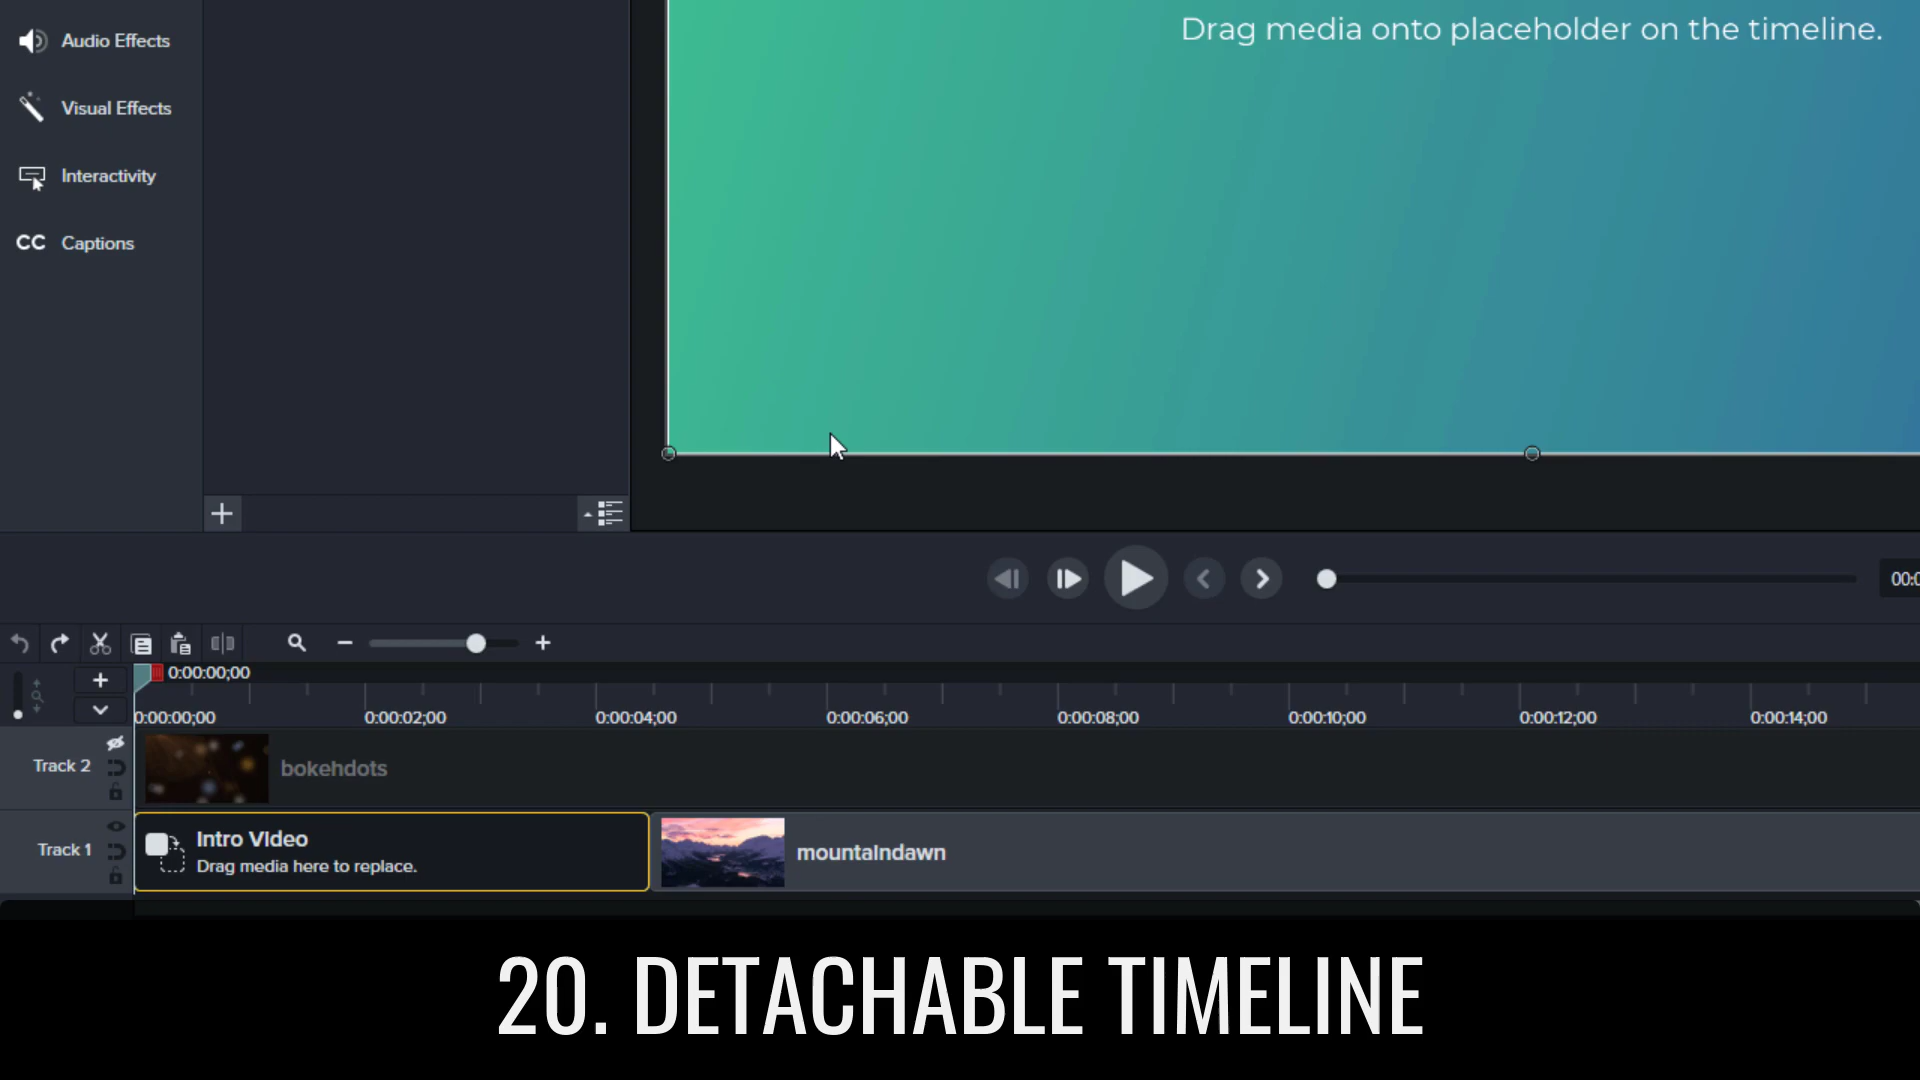 Audio Effects
Drag media onto placeholder on the timeline.
Visual Effects
Interactivity
CC Captions
0:00:00;00
0:00:00;00 0:00:02;00 0:00:04;00 0:00:06;00 0:00:08;00 0:00:10;00 0:00:12;00 0:00:14;00
Track 2
bokehdots
Track 1
Intro Video
Drag media here to replace.
mountaindawn
20. DETACHABLE TIMELINE